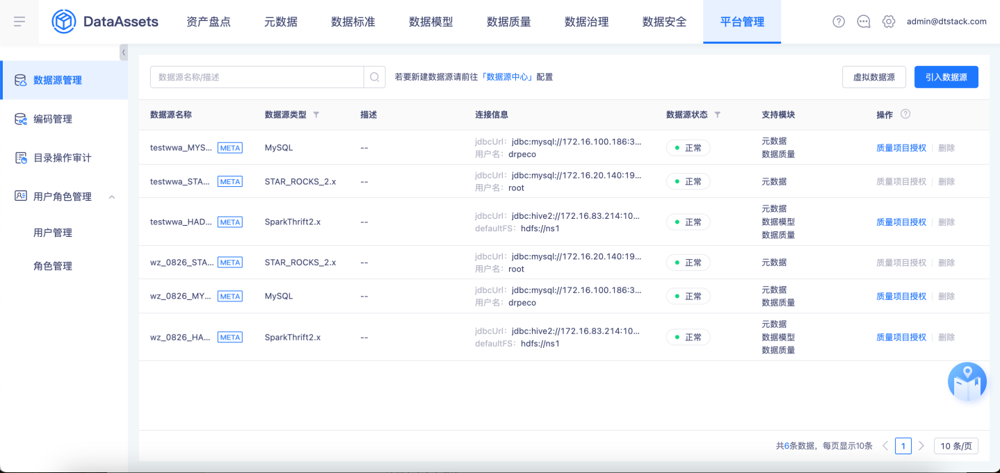 DataAssets 资产盘点 元数据 数据标准 数据模型 数据质量 数据治理 数据安全 平台管理 admin@dtstack.com
数据源管理
编码管理
目录操作审计
用户角色管理
用户管理
角色管理
数据源名称/描述 若要新建数据源请前往「数据源中心」配置 虚拟数据源 引入数据源
数据源名称 数据源类型 描述 连接信息 数据源状态 支持模块 操作
testwwa_MYS... META MySQL -- jdbcUrl: jdbc:mysql://172.16.100.186:3... 正常 元数据 质量项目授权 删除
用户名: drpeco 数据质量
testwwa_STA... META STAR_ROCKS_2.x -- jdbcUrl: jdbc:mysql://172.16.20.140:19... 正常 元数据 质量项目授权 删除
用户名: root
testwwa_HAD... META SparkThrift2.x -- jdbcUrl: jdbc:hive2://172.16.83.214:10... 正常 元数据 质量项目授权 删除
defaultFS: hdfs://ns1 数据模型
数据质量
wz_0826_STA... META STAR_ROCKS_2.x -- jdbcUrl: jdbc:mysql://172.16.20.140:19... 正常 元数据 质量项目授权 删除
用户名: root
wz_0826_MY... META MySQL -- jdbcUrl: jdbc:mysql://172.16.100.186:3... 正常 元数据 质量项目授权 删除
用户名: drpeco 数据质量
wz_0826_HA... META SparkThrift2.x -- jdbcUrl: jdbc:hive2://172.16.83.214:10... 正常 元数据 质量项目授权 删除
defaultFS: hdfs://ns1 数据模型
数据质量
共6条数据，每页显示10条 1 10 条/页